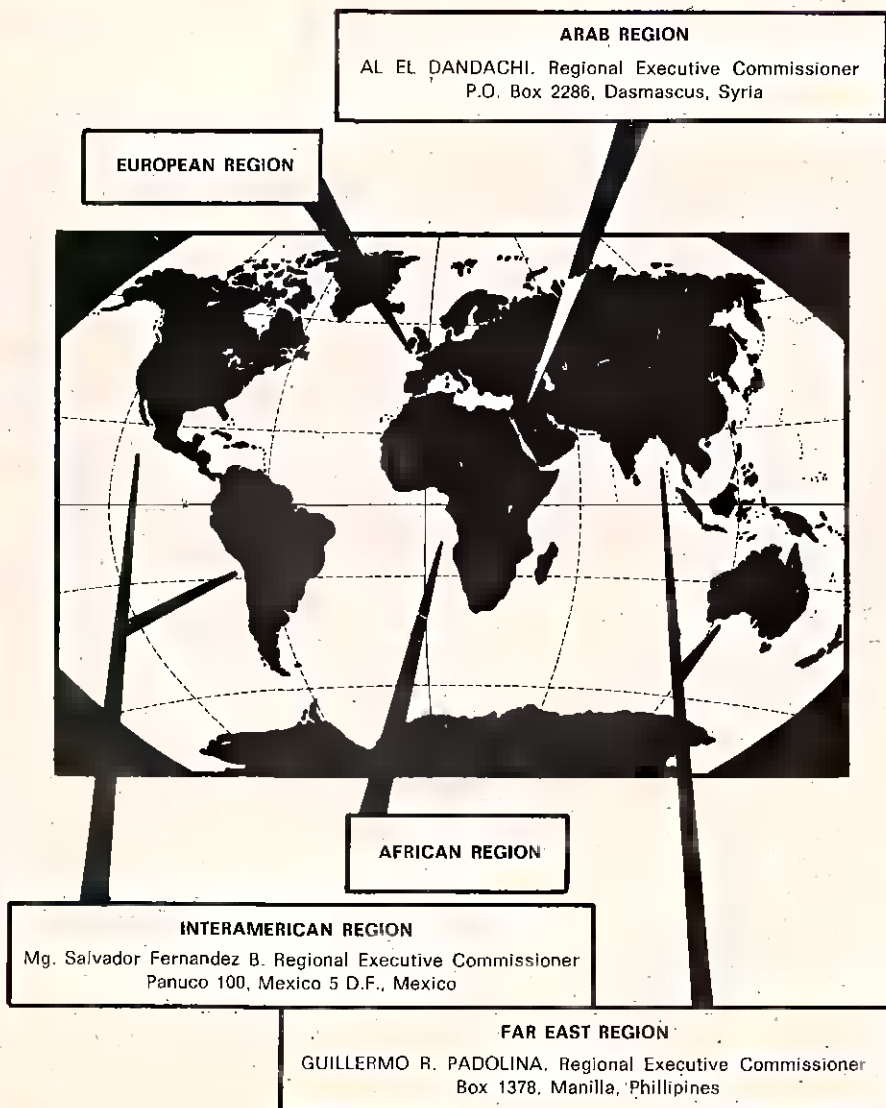 ARAB REGION
AL EL DANDACHI. Regional Executive Commissioner
P.O. Box 2286, Dasmascus, Syria
EUROPEAN REGION
AFRICAN REGION
INTERAMERICAN REGION
Mg. Salvador Fernandez B. Regional Executive Commissioner
Panuco 100, Mexico 5 D.F., Mexico
FAR EAST REGION
GUILLERMO R. PADOLINA, Regional Executive Commissioner
Box 1378, Manilla, Phillipines